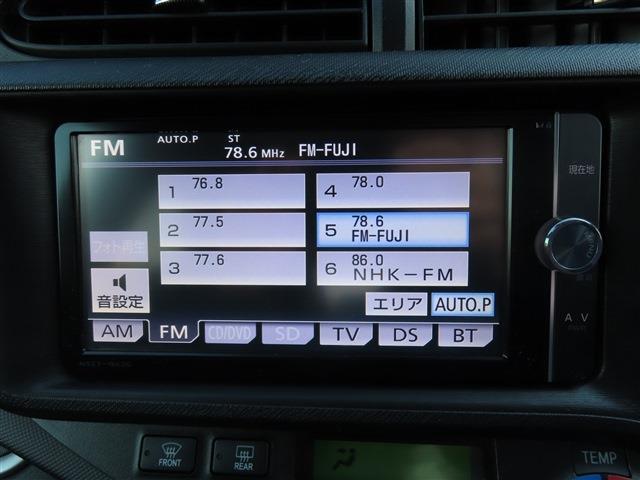 FM
AUTO.P
ST
78.6 MHz FM-FUJI
1 76.8
4 78.0
2 77.5
5 78.6
FM-FUJI
3 77.6
6 86.0
NHK-FM
フォト再生
音設定
エリア
AUTO.P
AM
FM
CD/DVD
SD
TV
DS
BT
現在地
A V
FRONT
REAR
TEMP